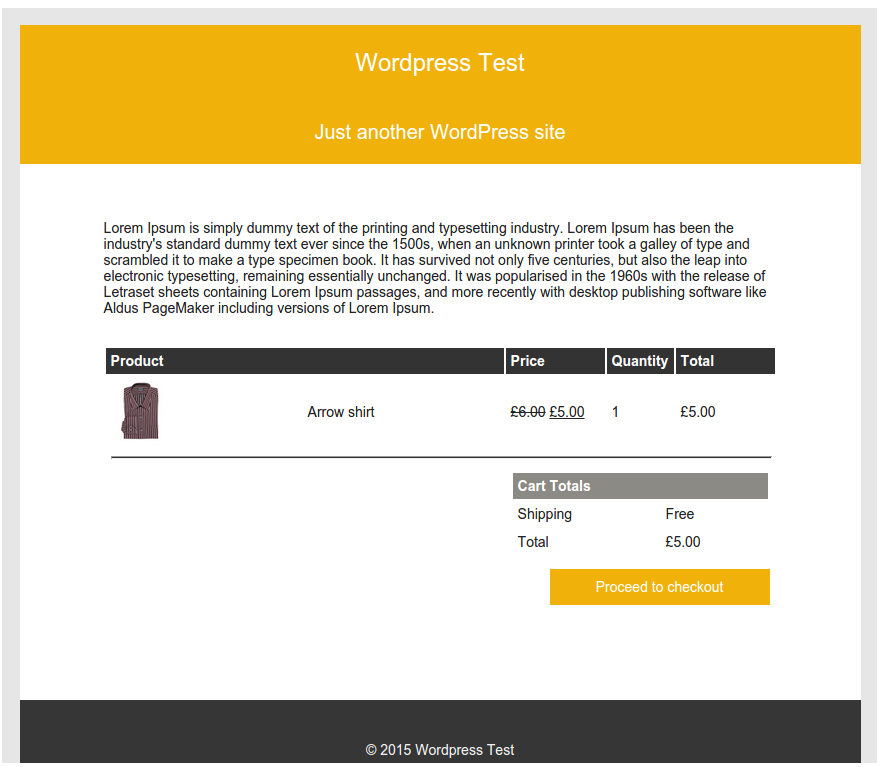 Wordpress Test
Just another WordPress site
Lorem Ipsum is simply dummy text of the printing and typesetting industry. Lorem Ipsum has been the
industry's standard dummy text ever since the 1500s, when an unknown printer took a galley of type and
scrambled it to make a type specimen book. It has survived not only five centuries, but also the leap into
electronic typesetting, remaining essentially unchanged. It was popularised in the 1960s with the release of
Letraset sheets containing Lorem Ipsum passages, and more recently with desktop publishing software like
Aldus PageMaker including versions of Lorem Ipsum.
Product Price Quantity Total
Arrow shirt £6.00 £5.00 1 £5.00
Cart Totals
Shipping Free
Total £5.00
Proceed to checkout
© 2015 Wordpress Test